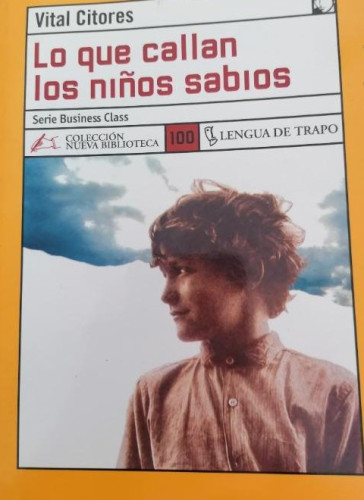 Vital Citores
Lo que callan
los niños sabios
Serie Business Class
COLECCIÓN
NUEVA BIBLIOTECA
100
LENGUA DE TRAPO